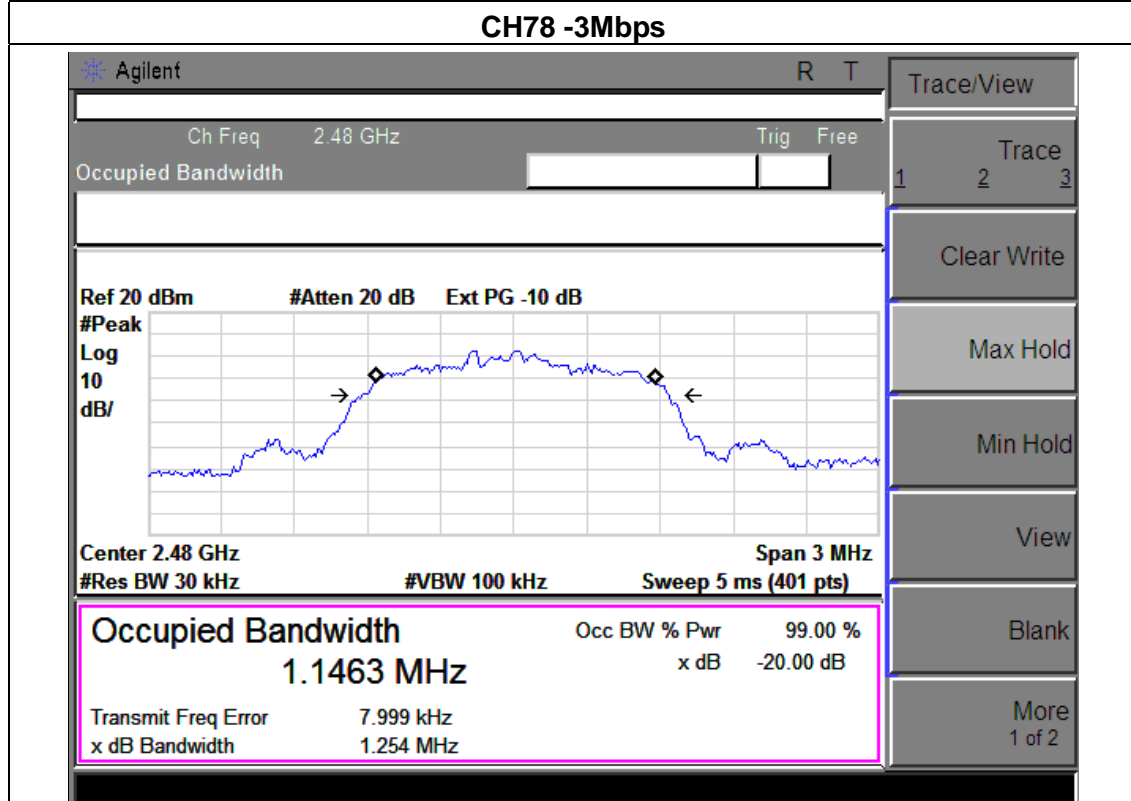 CH78 -3Mbps
Agilent R T
Trace/View
Ch Freq 2.48 GHz Trig Free
Occupied Bandwidth
Trace
1 2 3
Clear Write
Ref 20 dBm #Atten 20 dB Ext PG -10 dB
#Peak
Log
10
dB/
Max Hold
Min Hold
View
Center 2.48 GHz Span 3 MHz
#Res BW 30 kHz #VBW 100 kHz Sweep 5 ms (401 pts)
Occupied Bandwidth Occ BW % Pwr 99.00 %
1.1463 MHz x dB -20.00 dB
Blank
Transmit Freq Error 7.999 kHz
x dB Bandwidth 1.254 MHz
More
1 of 2